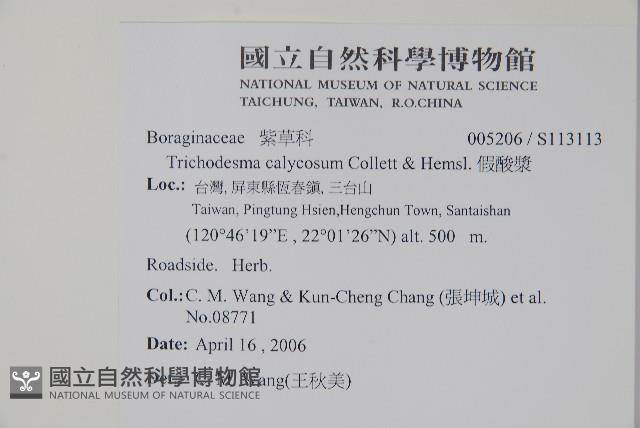 國立自然科學博物館
NATIONAL MUSEUM OF NATURAL SCIENCE
TAICHUNG, TAIWAN, R.O.CHINA
Boraginaceae 紫草科 005206 / S113113
Trichodesma calycosum Collett & Hemsl. 假酸漿
Loc.: 台灣, 屏東縣恆春鎮, 三台山
Taiwan, Pingtung Hsien,Hengchun Town, Santaishan
(120°46'19”E , 22°01'26”N) alt. 500 m.
Roadside. Herb.
Col.: C. M. Wang & Kun-Cheng Chang (張坤城) et al.
No.08771
Date: April 16 , 2006
Wang(王秋美)
國立自然科學博物館
NATIONAL MUSEUM OF NATURAL SCIENCE